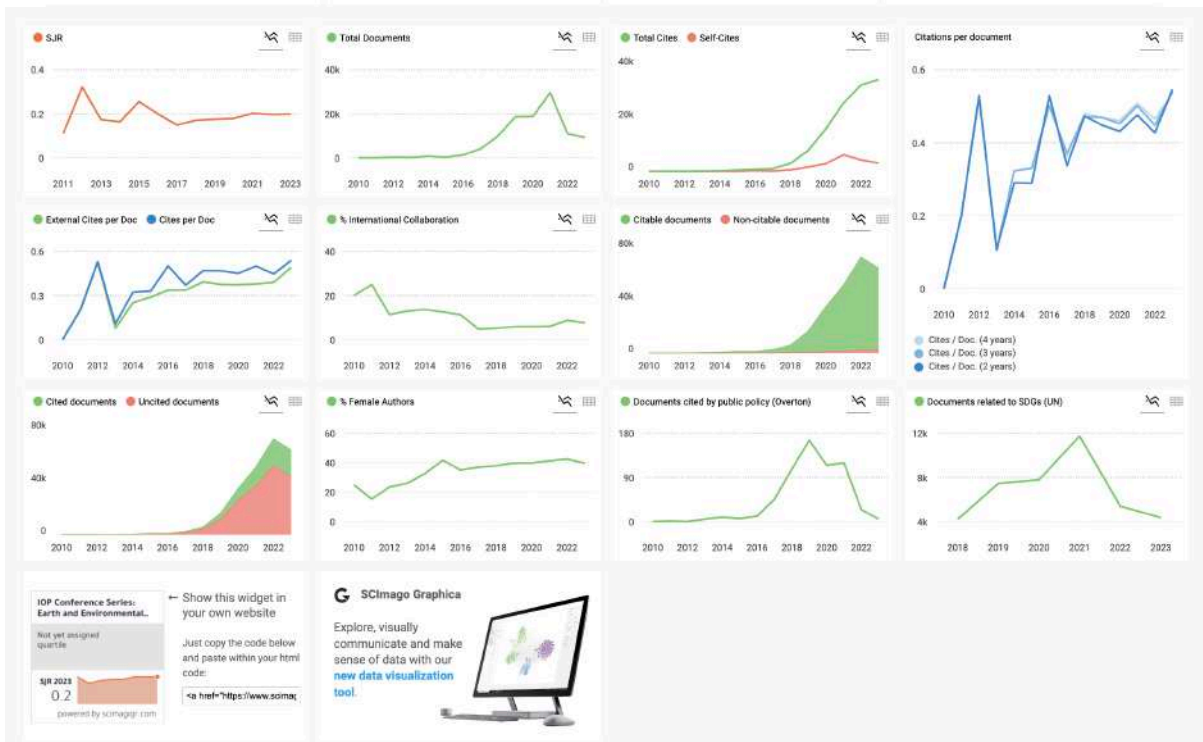 SJR
0.4
0.2
0
2011 2013 2015 2017 2019 2021 2023
Total Documents
40k
20k
0
2010 2012 2014 2016 2018 2020 2022
Total Cites Self-Cites
40k
20k
0
2010 2012 2014 2016 2018 2020 2022
Citations per document
0.6
0.4
0.2
0
2010 2012 2014 2016 2018 2020 2022
Cites / Doc. (4 years)
Cites / Doc. (3 years)
Cites / Doc. (2 years)
External Cites per Doc Cites per Doc
0.6
0.3
0
2010 2012 2014 2016 2018 2020 2022
% International Collaboration
40
20
0
2010 2012 2014 2016 2018 2020 2022
Citable documents Non-citable documents
80k
40k
0
2010 2012 2014 2016 2018 2020 2022
Cited documents Uncited documents
80k
40k
0
2010 2012 2014 2016 2018 2020 2022
% Female Authors
60
40
20
0
2010 2012 2014 2016 2018 2020 2022
Documents cited by public policy (Overton)
180
90
0
2010 2012 2014 2016 2018 2020 2022
Documents related to SDGs (UN)
12k
8k
4k
2018 2019 2020 2021 2022 2023
IOP Conference Series:
Earth and Environmental..
Not yet assigned
quartile
SJR 2023
0.2
powered by scimagojr.com
← Show this widget in
your own website
Just copy the code below
and paste within your html
code:
<a href="https://www.scimag
SCImago Graphica
Explore, visually
communicate and make
sense of data with our
new data visualization
tool.